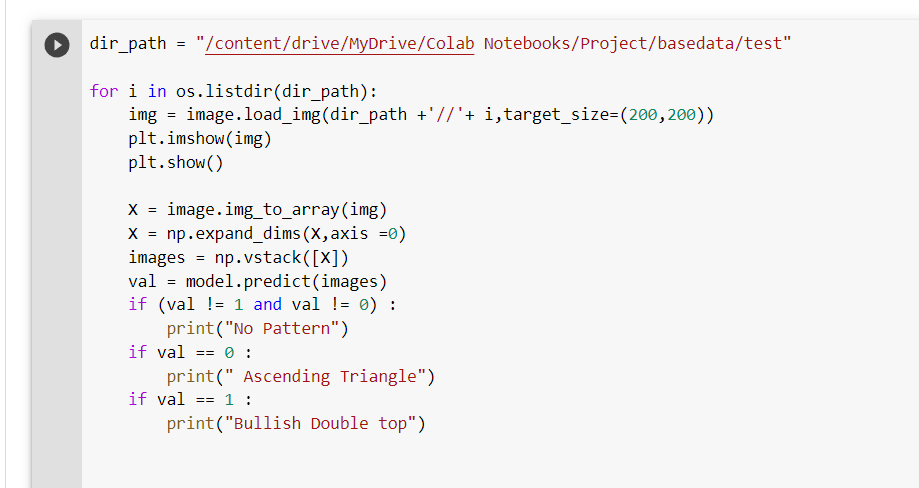 dir_path = "/content/drive/MyDrive/Colab Notebooks/Project/basedata/test"
for i in os.listdir(dir_path):
img = image.load_img(dir_path +'//'+ i,target_size=(200,200))
plt.imshow(img)
plt.show()
X = image.img_to_array(img)
X = np.expand_dims(X,axis =0)
images = np.vstack([X])
val = model.predict(images)
if (val != 1 and val != 0) :
print("No Pattern")
if val == 0 :
print(" Ascending Triangle")
if val == 1 :
print("Bullish Double top")